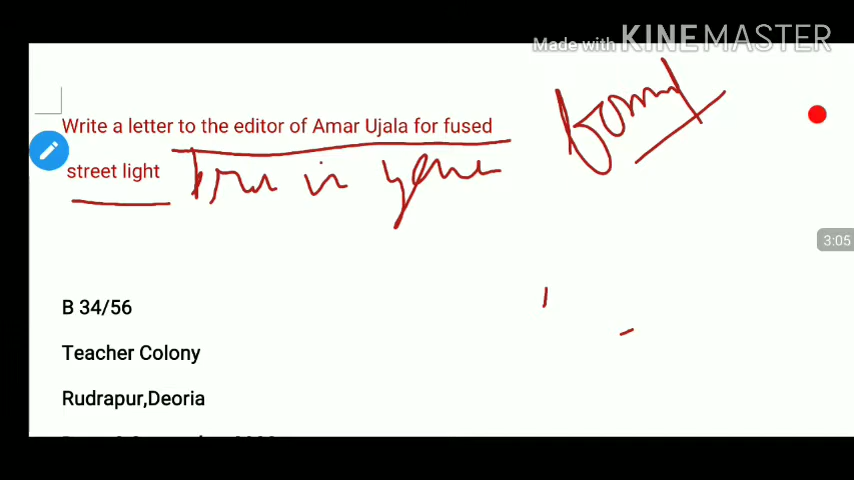 Made with KINEMASTER
Write a letter to the editor of Amar Ujala for fused
street light
in
3:05
B 34/56
Teacher Colony
Rudrapur,Deoria